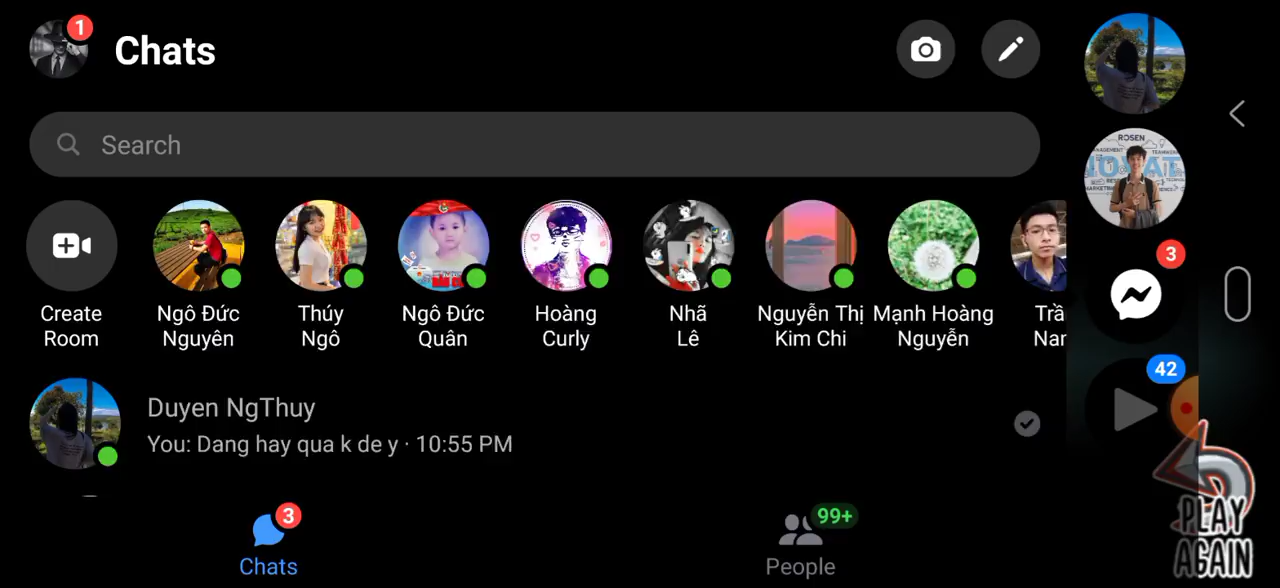 1
Chats
Search
Create
Room
Ngô Đức
Nguyên
Thúy
Ngô
Ngô Đức
Quân
Hoàng
Curly
Nhã
Lê
Nguyễn Thị
Kim Chi
Mạnh Hoàng
Nguyễn
Duyen NgThuy
You: Dang hay qua k de y · 10:55 PM
3
Chats
99+
People
ROSEN
3
42
PLAY
AGAIN